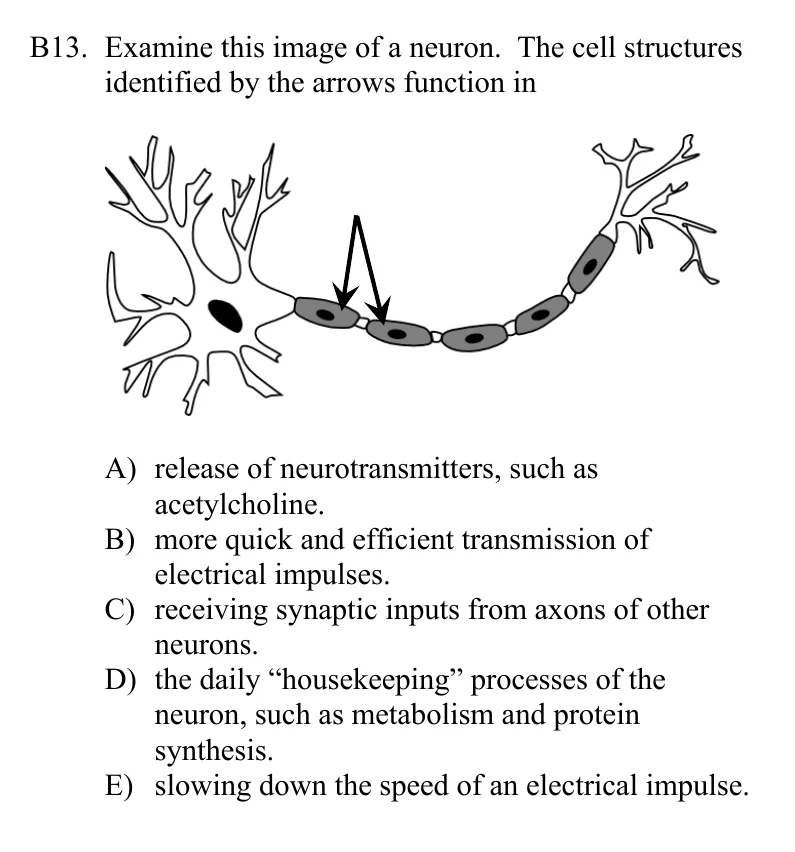 B13. Examine this image of a neuron. The cell structures
identified by the arrows function in
A) release of neurotransmitters, such as
acetylcholine.
B) more quick and efficient transmission of
electrical impulses.
C) receiving synaptic inputs from axons of other
neurons.
D) the daily “housekeeping” processes of the
neuron, such as metabolism and protein
synthesis.
E) slowing down the speed of an electrical impulse.